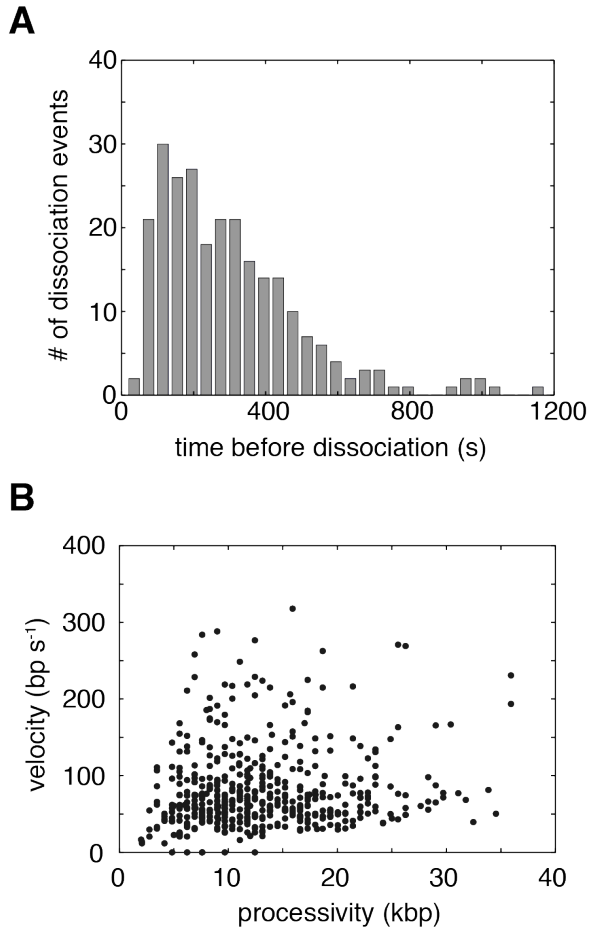 A
40
30
20
10
0
# of dissociation events
0 400 800 1200
time before dissociation (s)
B
400
300
200
100
0
velocity (bp s-1)
0 10 20 30 40
processivity (kbp)